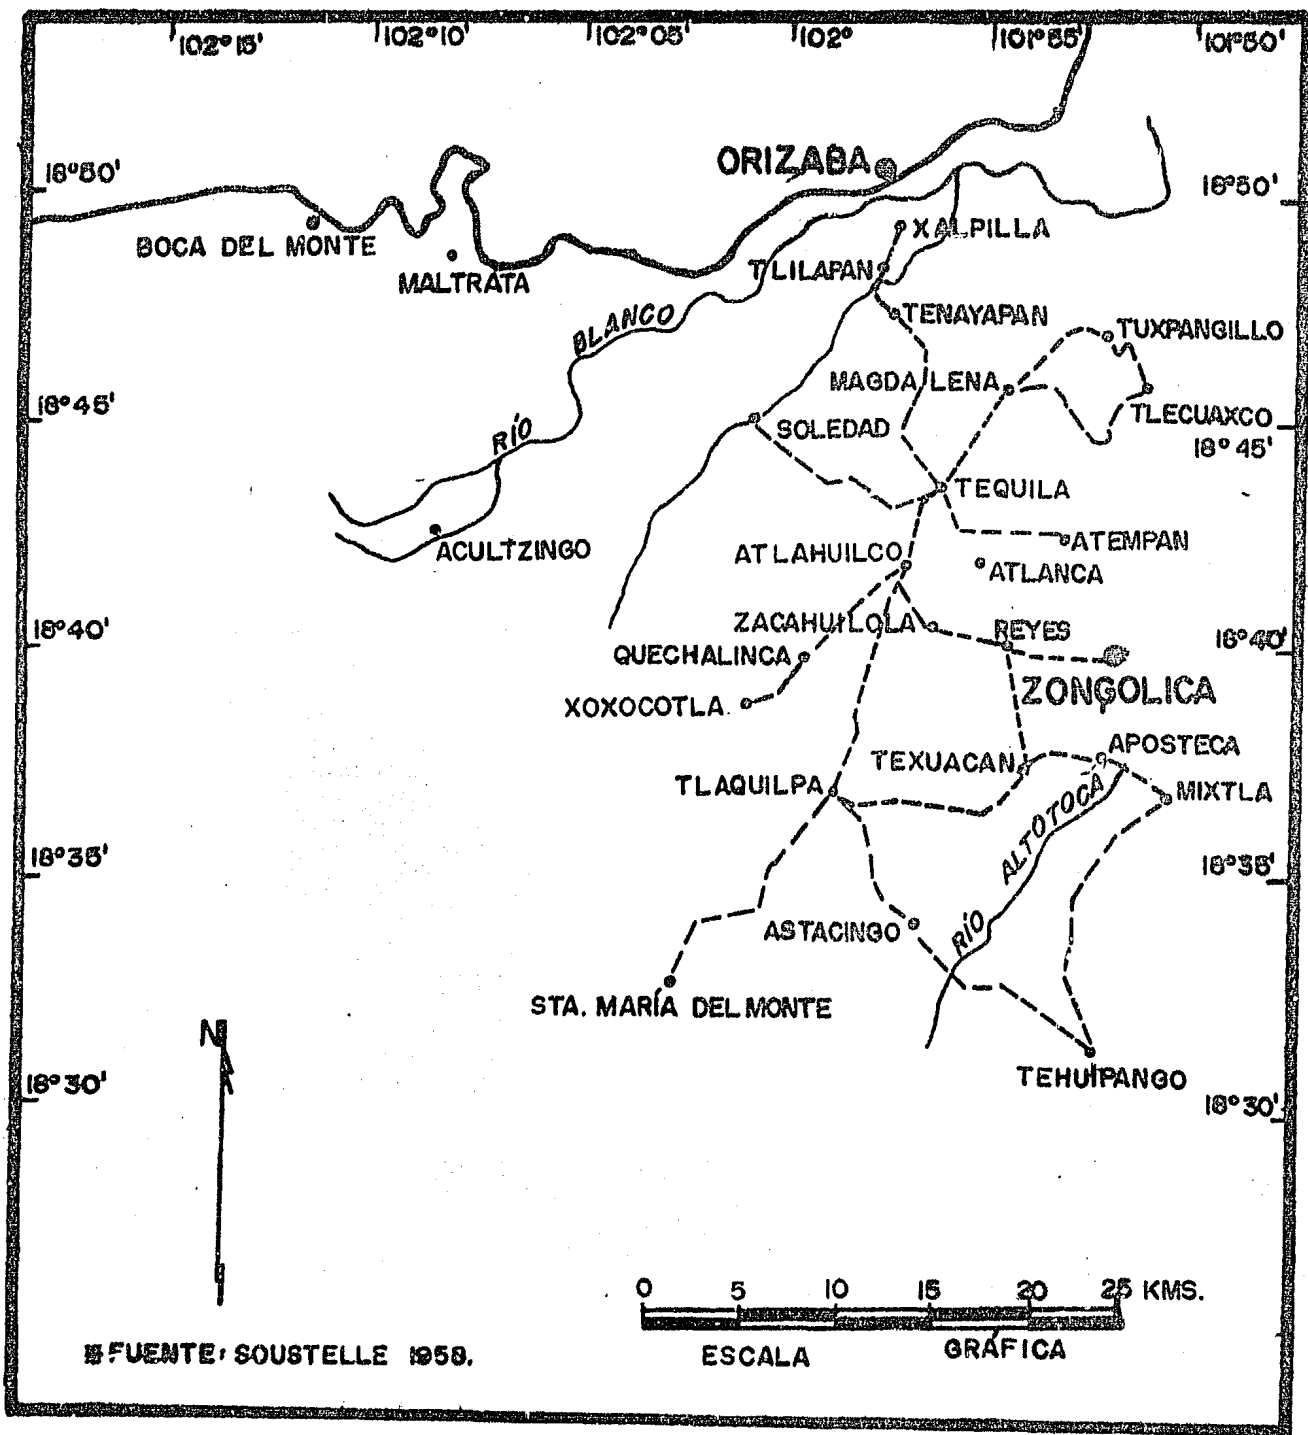 102°15' 102°10' 102°05' 102° 101°55' 101°50'
18°50'
ORIZABA
18°50'
BOCA DEL MONTE
XALPILLA
MALTRATA
TLILAPAN
RÍO BLANCO
TENAYAPAN
TUXPANGILLO
MAGDALENA
18°45'
TLECUAXCO
SOLEDAD
18°45'
TEQUILA
ACULTZINGO
ATLAHUILCO
ATEMPAN
ATLANCA
18°40'
ZACAHUILOLA
REYES
18°40'
QUECHALINCA
ZONGOLICA
XOXOCOTLA
APOSTECA
TEXUACAN
TLAQUILPA
MIXTLA
RÍO ALTOTOCA
18°35'
18°35'
ASTACINGO
STA. MARÍA DEL MONTE
N
TEHUIPANGO
18°30'
18°30'
0 5 10 15 20 25 KMS.
ESCALA GRÁFICA
FUENTE: SOUSTELLE 1958.